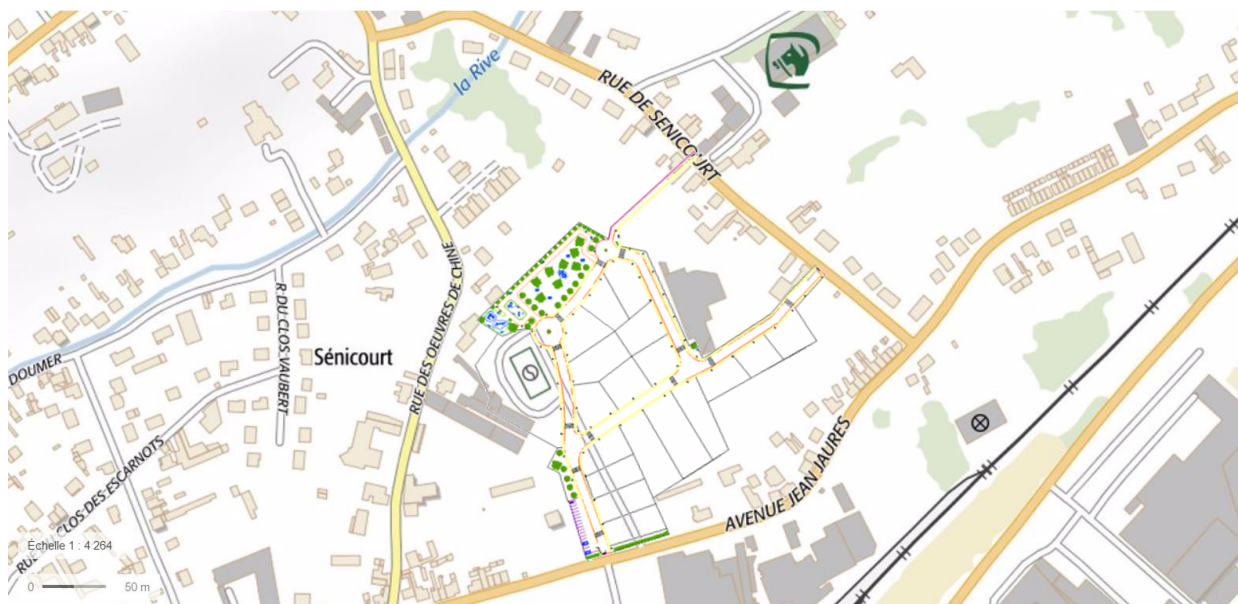 la Rive
RUE DE SENICOURT
RUE DES OEUVRES DE CHINE
R-DU-CLOS-VAUBERT
Sénicourt
DOUMER
CLOS-DES-ESCARNOTS
AVENUE JEAN JAURES
Échelle 1 : 4 264
0
50 m